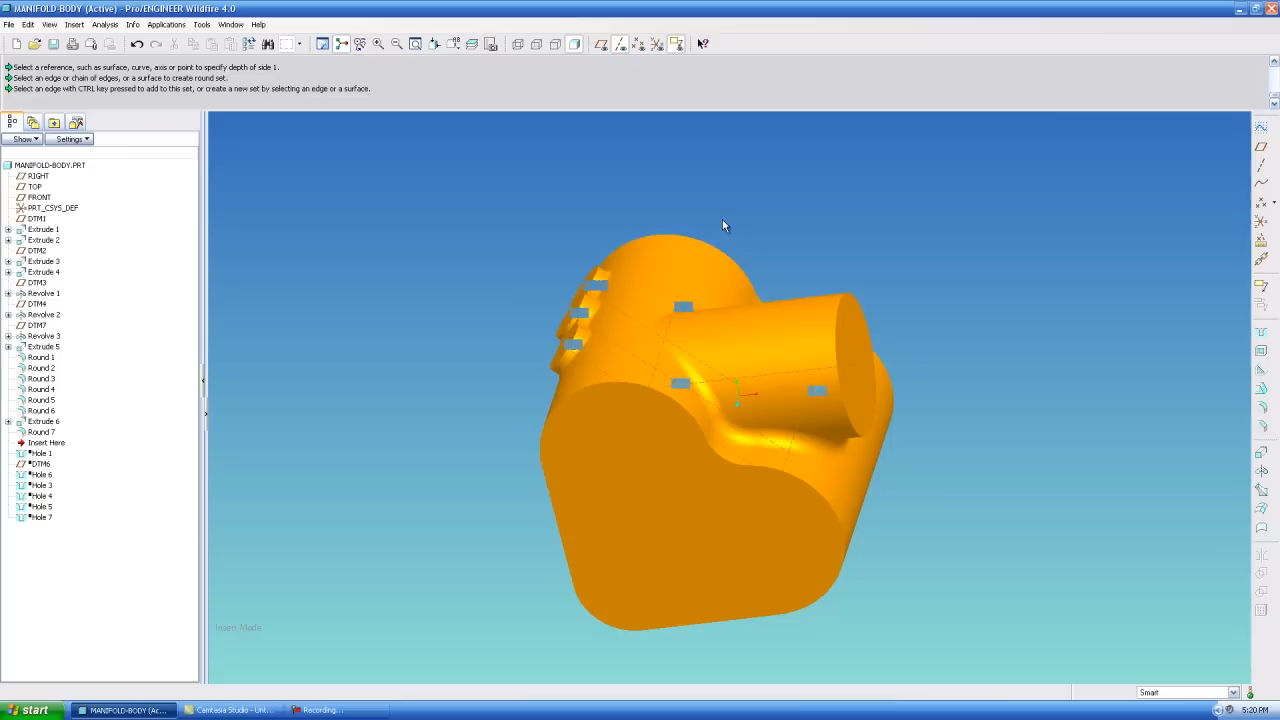 MANIFOLD-BODY (Active) - Pro/ENGINEER Wildfire 4.0
File Edit View Insert Analysis Info Applications Tools Window Help
Select a reference, such as surface, curve, axis or point to specify depth of side 1.
Select an edge or chain of edges, or a surface to create round set.
Select an edge with CTRL key pressed to add to this set, or create a new set by selecting an edge or a surface.
Show Settings
MANIFOLD-BODY.PRT
RIGHT
TOP
FRONT
PRT_CSYS_DEF
DTM1
Extrude 1
Extrude 2
DTM2
Extrude 3
Extrude 4
DTM3
Revolve 1
DTM4
Revolve 2
DTM7
Revolve 3
Extrude 5
Round 1
Round 2
Round 3
Round 4
Round 5
Round 6
Extrude 6
Round 7
Insert Here
Hole 1
DTM6
Hole 6
Hole 3
Hole 4
Hole 5
Hole 7
Insert Mode
Smart
start MANIFOLD-BODY (Ac... Camtasia Studio - Unt... Recording... 5:20 PM